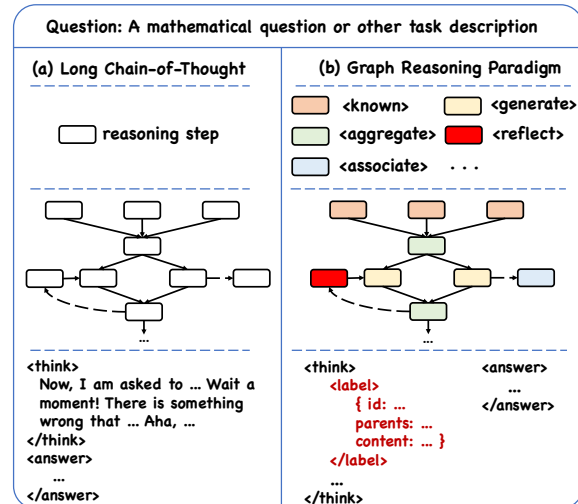 Question: A mathematical question or other task description
(a) Long Chain-of-Thought
reasoning step
...
<think>
Now, I am asked to ... Wait a
moment! There is something
wrong that ... Aha, ...
</think>
<answer>
...
</answer>
(b) Graph Reasoning Paradigm
<known>
<generate>
<aggregate>
<reflect>
<associate>
. . .
...
<think>
<label>
{ id: ...
parents: ...
content: ... }
</label>
...
</think>
<answer>
...
</answer>